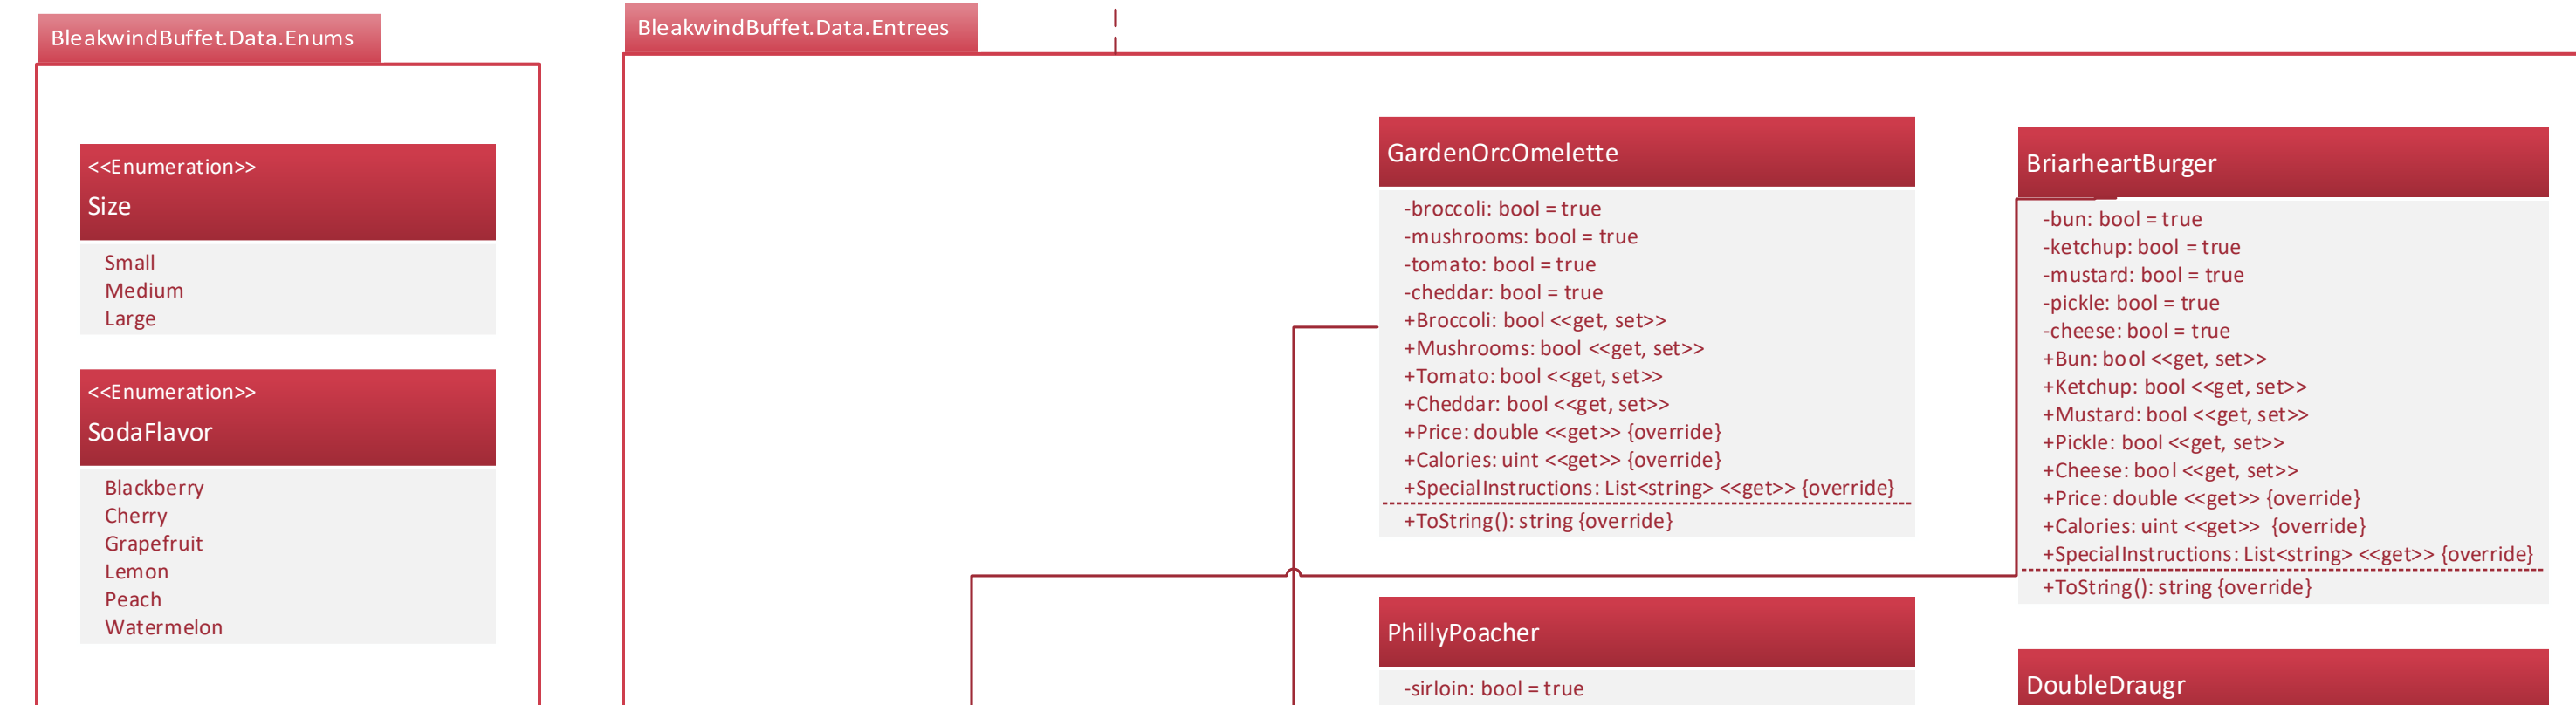 BleakwindBuffet.Data.Enums
<<Enumeration>>
Size
Small
Medium
Large
<<Enumeration>>
SodaFlavor
Blackberry
Cherry
Grapefruit
Lemon
Peach
Watermelon
BleakwindBuffet.Data.Entrees
GardenOrcOmelette
-broccoli: bool = true
-mushrooms: bool = true
-tomato: bool = true
-cheddar: bool = true
+Broccoli: bool <<get, set>>
+Mushrooms: bool <<get, set>>
+Tomato: bool <<get, set>>
+Cheddar: bool <<get, set>>
+Price: double <<get>> {override}
+Calories: uint <<get>> {override}
+SpecialInstructions: List<string> <<get>> {override}
+ToString(): string {override}
PhillyPoacher
-sirloin: bool = true
BriarheartBurger
-bun: bool = true
-ketchup: bool = true
-mustard: bool = true
-pickle: bool = true
-cheese: bool = true
+Bun: bool <<get, set>>
+Ketchup: bool <<get, set>>
+Mustard: bool <<get, set>>
+Pickle: bool <<get, set>>
+Cheese: bool <<get, set>>
+Price: double <<get>> {override}
+Calories: uint <<get>> {override}
+SpecialInstructions: List<string> <<get>> {override}
+ToString(): string {override}
DoubleDraugr